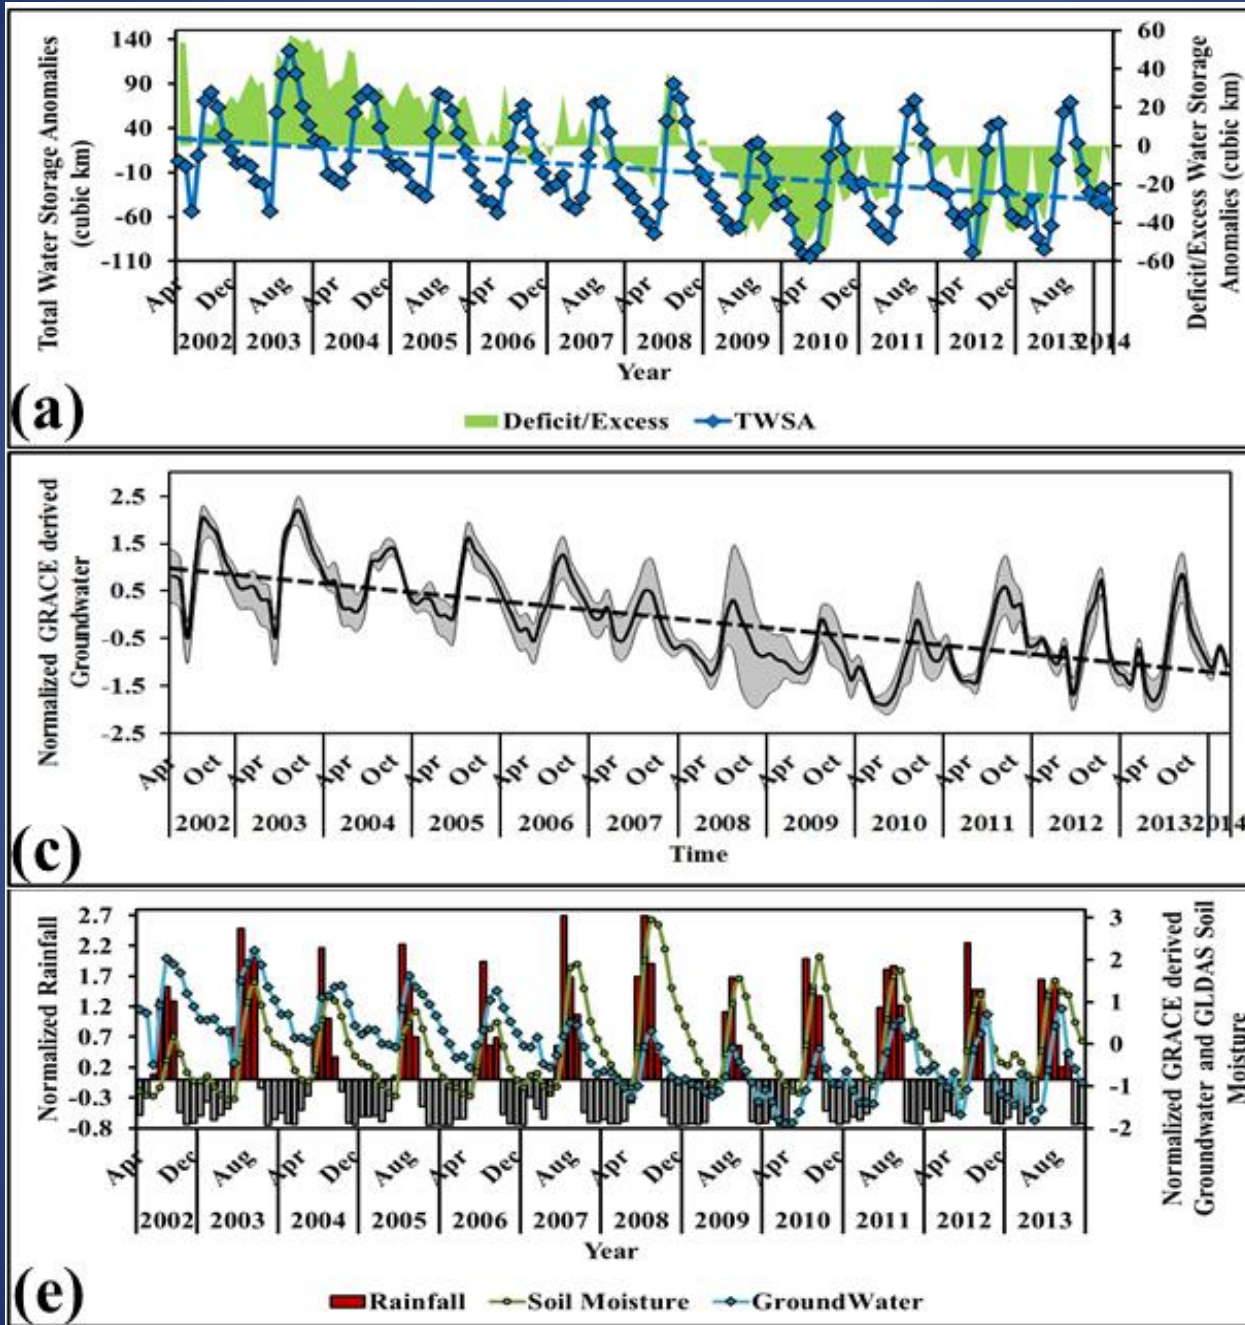 Total Water Storage Anomalies
(cubic km)
140
90
40
-10
-60
-110
60
40
20
0
-20
-40
-60
Deficit/Excess Water Storage
Anomalies (cubic km)
Apr Dec Aug Apr Dec Aug Apr Dec Aug Apr Dec Aug Apr Dec Aug Apr Dec Aug
2002 2003 2004 2005 2006 2007 2008 2009 2010 2011 2012 2013 2014
Year
(a)
Deficit/Excess TWSA
Normalized GRACE derived
Groundwater
2.5
1.5
0.5
-0.5
-1.5
-2.5
Apr Oct Apr Oct Apr Oct Apr Oct Apr Oct Apr Oct Apr Oct Apr Oct Apr Oct Apr Oct Apr Oct Apr Oct
2002 2003 2004 2005 2006 2007 2008 2009 2010 2011 2012 2013 2014
Time
(c)
Normalized Rainfall
2.7
2.2
1.7
1.2
0.7
0.2
-0.3
-0.8
3
2
1
0
-1
-2
Normalized GRACE derived
Groundwater and GLDAS Soil
Moisture
Apr Dec Aug Apr Dec Aug Apr Dec Aug Apr Dec Aug Apr Dec Aug Apr Dec Aug
2002 2003 2004 2005 2006 2007 2008 2009 2010 2011 2012 2013
Year
(e)
Rainfall Soil Moisture GroundWater